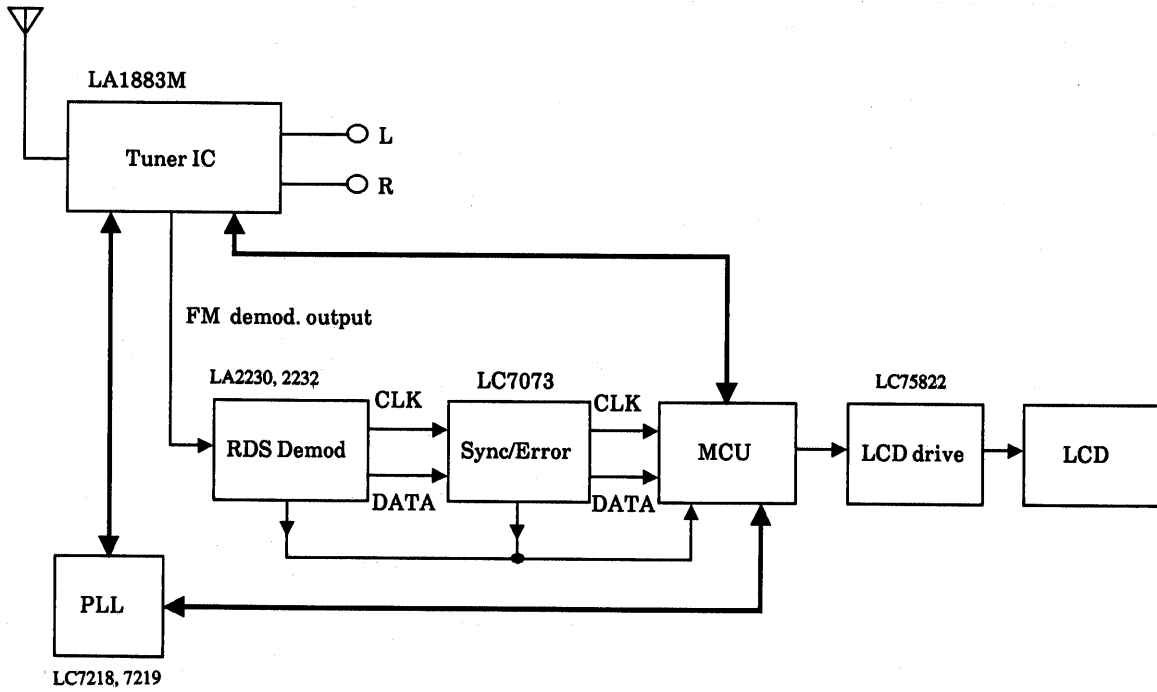 LA1883M
Tuner IC
L
R
FM demod. output
LA2230, 2232
CLK
LC7073
CLK
LC75822
RDS Demod
Sync/Error
MCU
LCD drive
LCD
DATA
DATA
PLL
LC7218, 7219